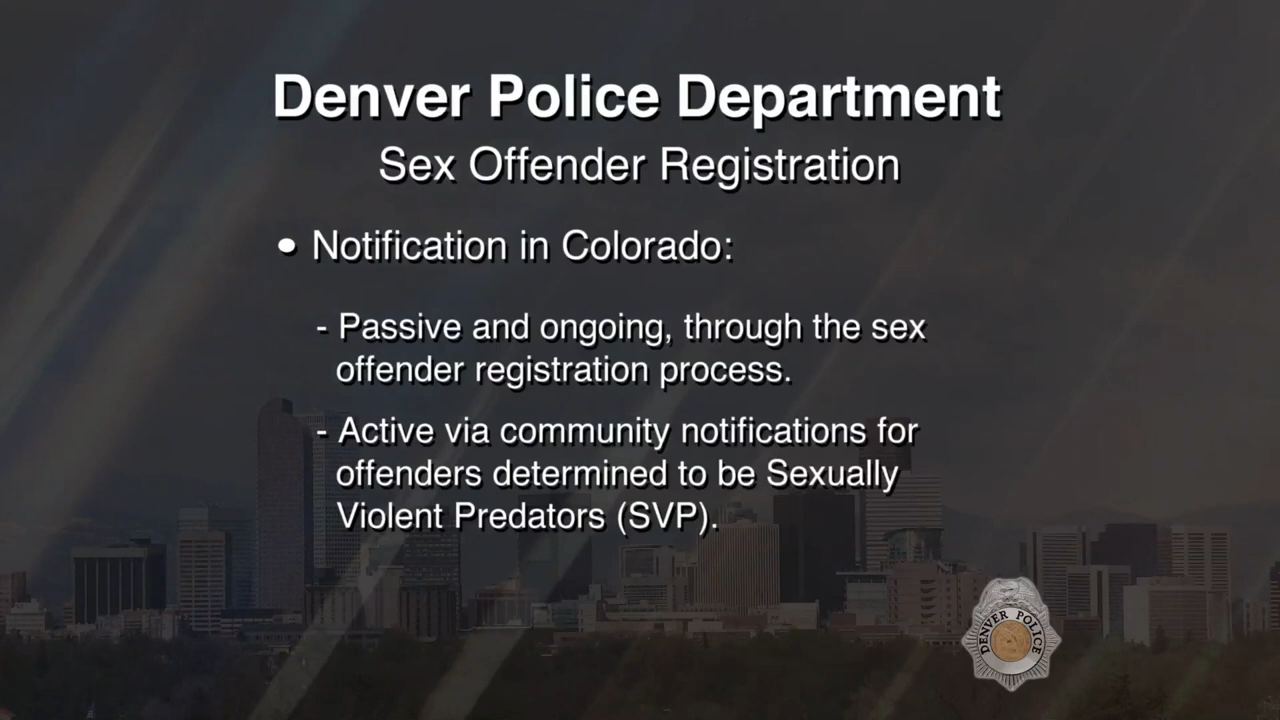 Denver Police Department
Sex Offender Registration
• Notification in Colorado:
- Passive and ongoing, through the sex
offender registration process.
- Active via community notifications for
offenders determined to be Sexually
Violent Predators (SVP).
DENVER POLICE